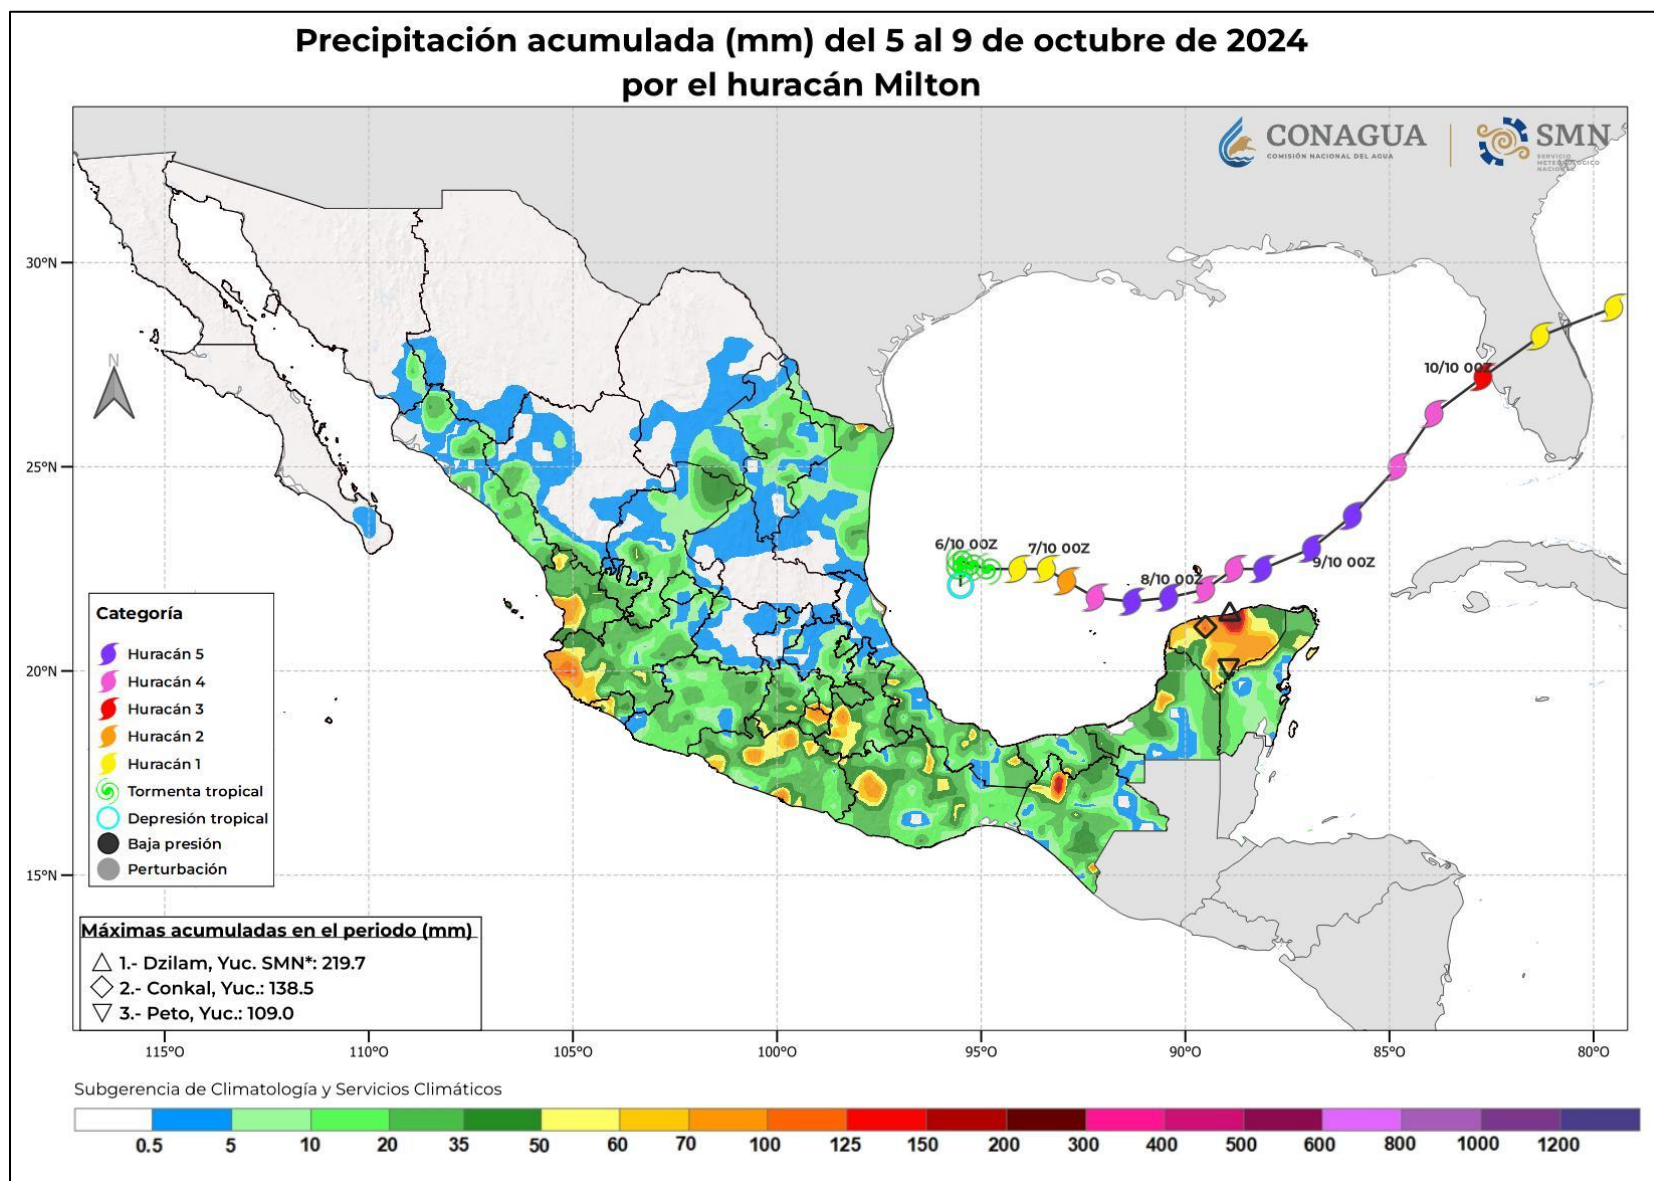 Precipitación acumulada (mm) del 5 al 9 de octubre de 2024
por el huracán Milton
CONAGUA
COMISIÓN NACIONAL DEL AGUA
SMN
SERVICIO
METEOROLÓGICO
NACIONAL
30°N
25°N
20°N
15°N
N
10/10 00Z
6/10 00Z
7/10 00Z
8/10 00Z
9/10 00Z
Categoría
Huracán 5
Huracán 4
Huracán 3
Huracán 2
Huracán 1
Tormenta tropical
Depresión tropical
Baja presión
Perturbación
Máximas acumuladas en el periodo (mm)
1.- Dzilam, Yuc. SMN*: 219.7
2.- Conkal, Yuc.: 138.5
3.- Peto, Yuc.: 109.0
115°O 110°O 105°O 100°O 95°O 90°O 85°O 80°O
Subgerencia de Climatología y Servicios Climáticos
0.5 5 10 20 35 50 60 70 100 125 150 200 300 400 500 600 800 1000 1200